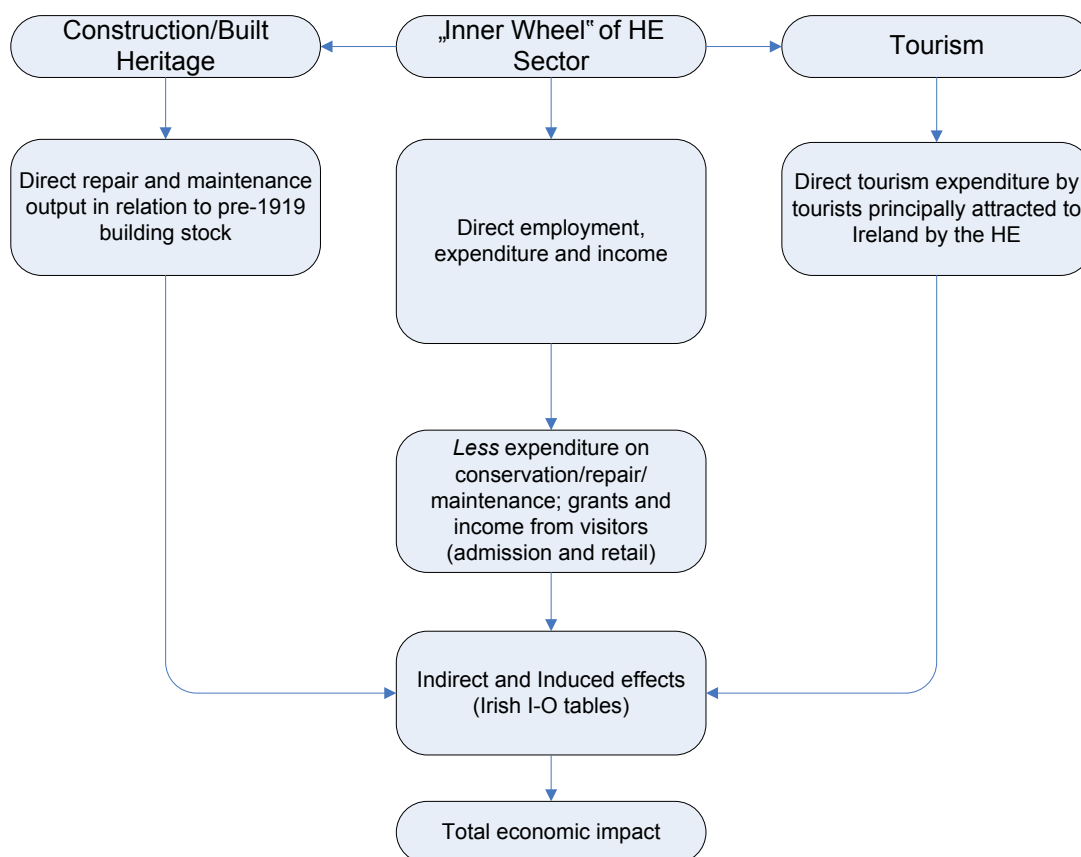 Construction/Built
Heritage
„Inner Wheel‟ of HE
Sector
Tourism
Direct repair and maintenance
output in relation to pre-1919
building stock
Direct employment,
expenditure and income
Direct tourism expenditure by
tourists principally attracted to
Ireland by the HE
Less expenditure on
conservation/repair/
maintenance; grants and
income from visitors
(admission and retail)
Indirect and Induced effects
(Irish I-O tables)
Total economic impact